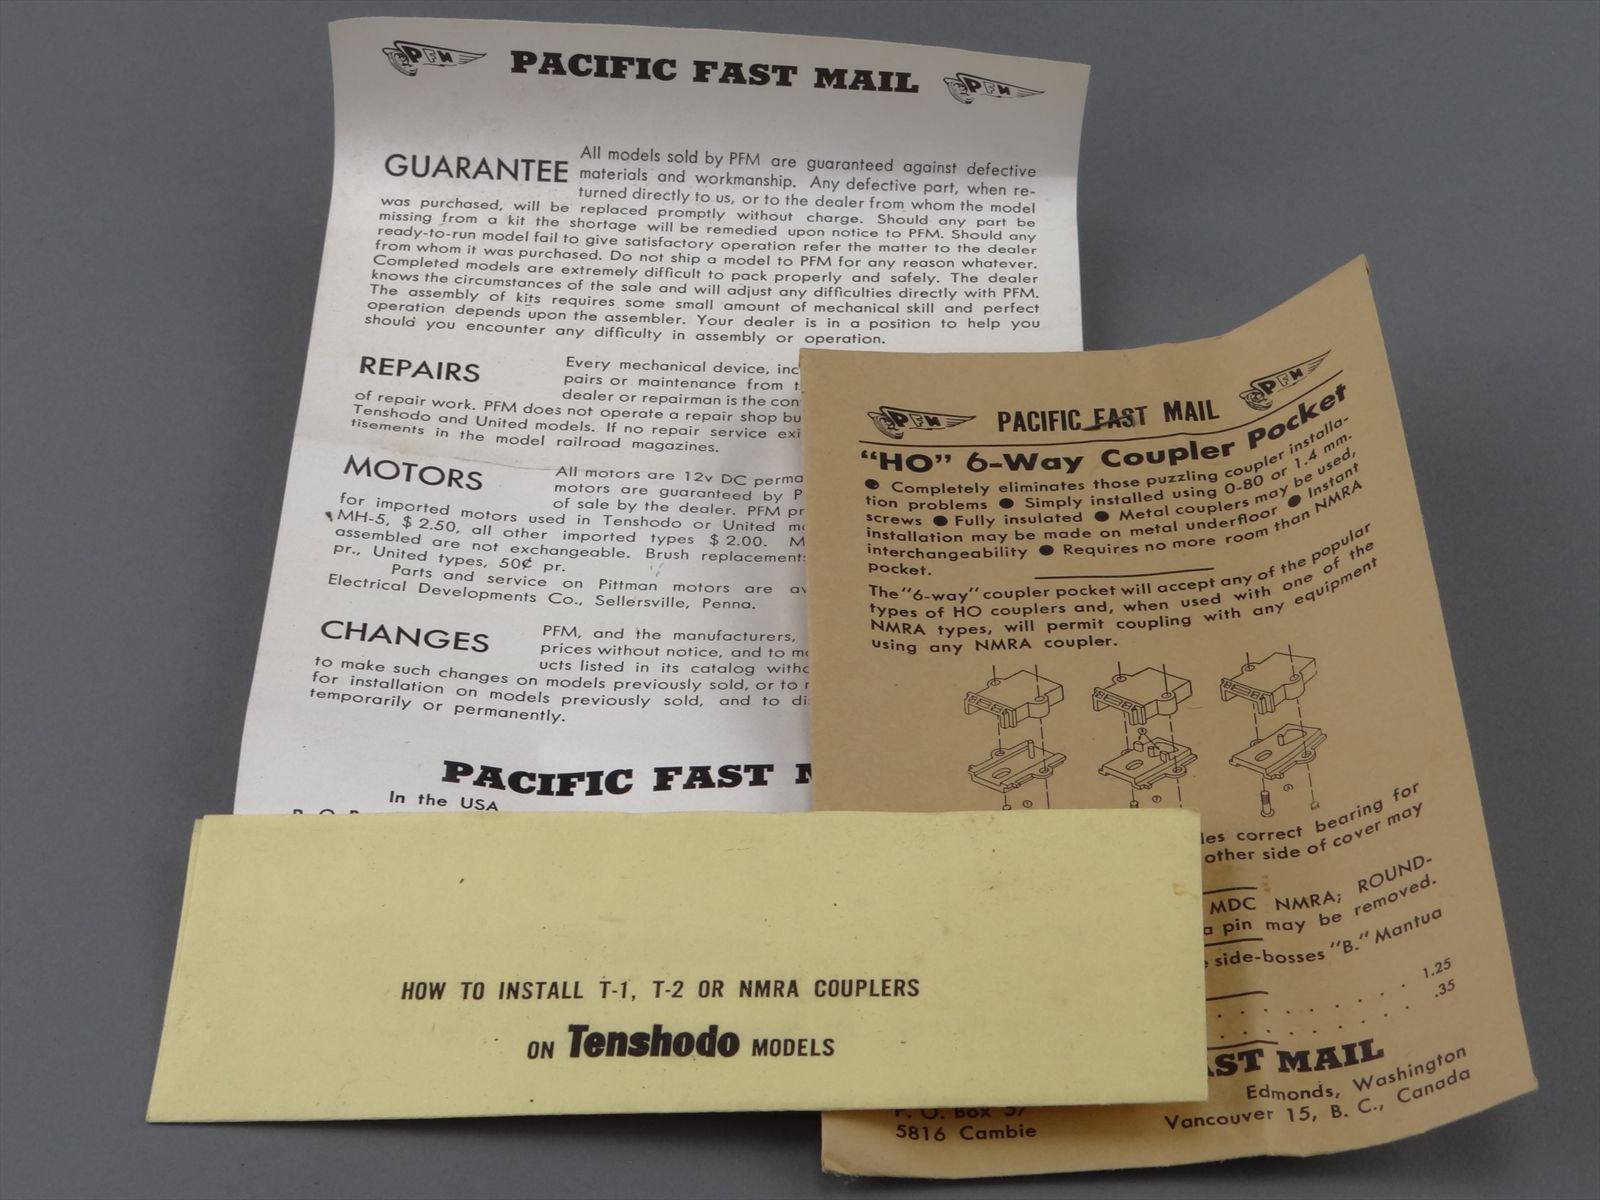 PFM PACIFIC FAST MAIL PFM
GUARANTEE All models sold by PFM are guaranteed against defective
materials and workmanship. Any defective part, when re-
turned directly to us, or to the dealer from whom the model
was purchased, will be replaced promptly without charge. Should any part be
missing from a kit the shortage will be remedied upon notice to PFM. Should any
ready-to-run model fail to give satisfactory operation refer the matter to the dealer
from whom it was purchased. Do not ship a model to PFM for any reason whatever.
Completed models are extremely difficult to pack properly and safely. The dealer
knows the circumstances of the sale and will adjust any difficulties directly with PFM.
The assembly of kits requires some small amount of mechanical skill and perfect
operation depends upon the assembler. Your dealer is in a position to help you
should you encounter any difficulty in assembly or operation.
REPAIRS Every mechanical device, inc
pairs or maintenance from t
dealer or repairman is the con
of repair work. PFM does not operate a repair shop bu
Tenshodo and United models. If no repair service exi
tisements in the model railroad magazines.
MOTORS All motors are 12v DC perma
motors are guaranteed by P
of sale by the dealer. PFM pr
for imported motors used in Tenshodo or United m
MH-5, $2.50, all other imported types $2.00. M
assembled are not exchangeable. Brush replacement
pr., United types, 50¢ pr.
Parts and service on Pittman motors are av
Electrical Developments Co., Sellersville, Penna.
CHANGES PFM, and the manufacturers,
prices without notice, and to m
ucts listed in its catalog witho
to make such changes on models previously sold, or to r
for installation on models previously sold, and to di
temporarily or permanently.
PACIFIC FAST M
In the USA
PFM PACIFIC FAST MAIL PFM
"HO" 6-Way Coupler Pocket
● Completely eliminates those puzzling coupler installa-
tion problems ● Simply installed using 0-80 or 1.4 mm.
screws ● Fully insulated ● Metal couplers may be used,
installation may be made on metal underfloor ● Instant
interchangeability ● Requires no more room than NMRA
pocket.
The "6-way" coupler pocket will accept any of the popular
types of HO couplers and, when used with one of the
NMRA types, will permit coupling with any equipment
using any NMRA coupler.
les correct bearing for
other side of cover may
MDC NMRA; ROUND-
a pin may be removed.
side-bosses "B." Mantua
. . . . . . . 1.25
. . . . . . . .35
AST MAIL
P. O. Box 57 Edmonds, Washington
5816 Cambie Vancouver 15, B. C., Canada
HOW TO INSTALL T-1, T-2 OR NMRA COUPLERS
ON Tenshodo MODELS